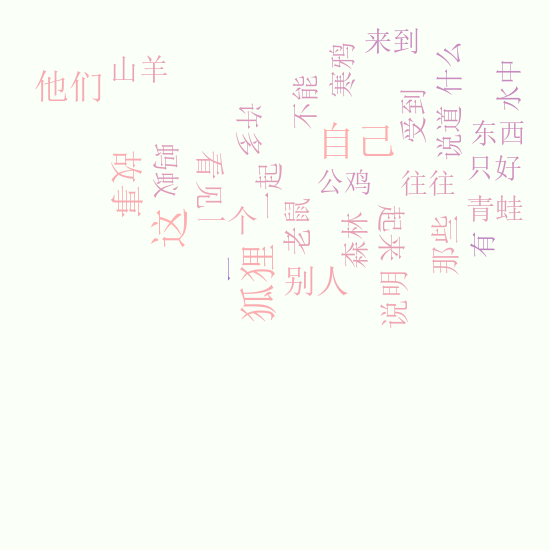 来到
什么
寒鸦
山羊
他们
水中
不能
受到
许多
说道
东西
自己
只好
蚂蚁
故事
看见
一起
公鸡
往往
青蛙
这
一个
老鼠
森林
起来
那些
有
一
狐狸
别人
说明